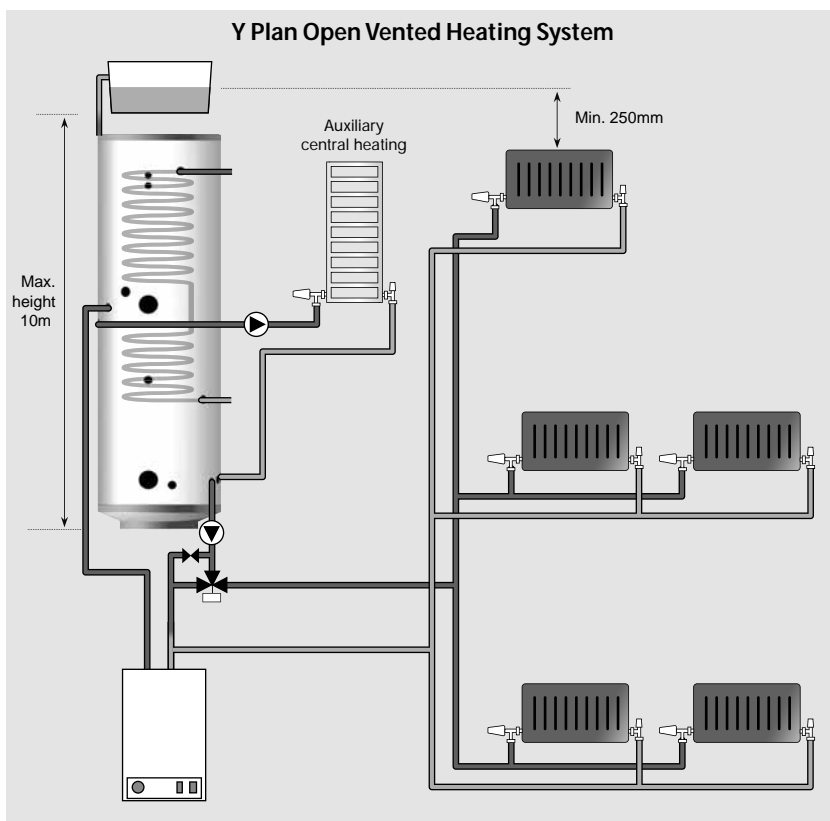 Y Plan Open Vented Heating System
Min. 250mm
Auxiliary
central heating
Max.
height
10m